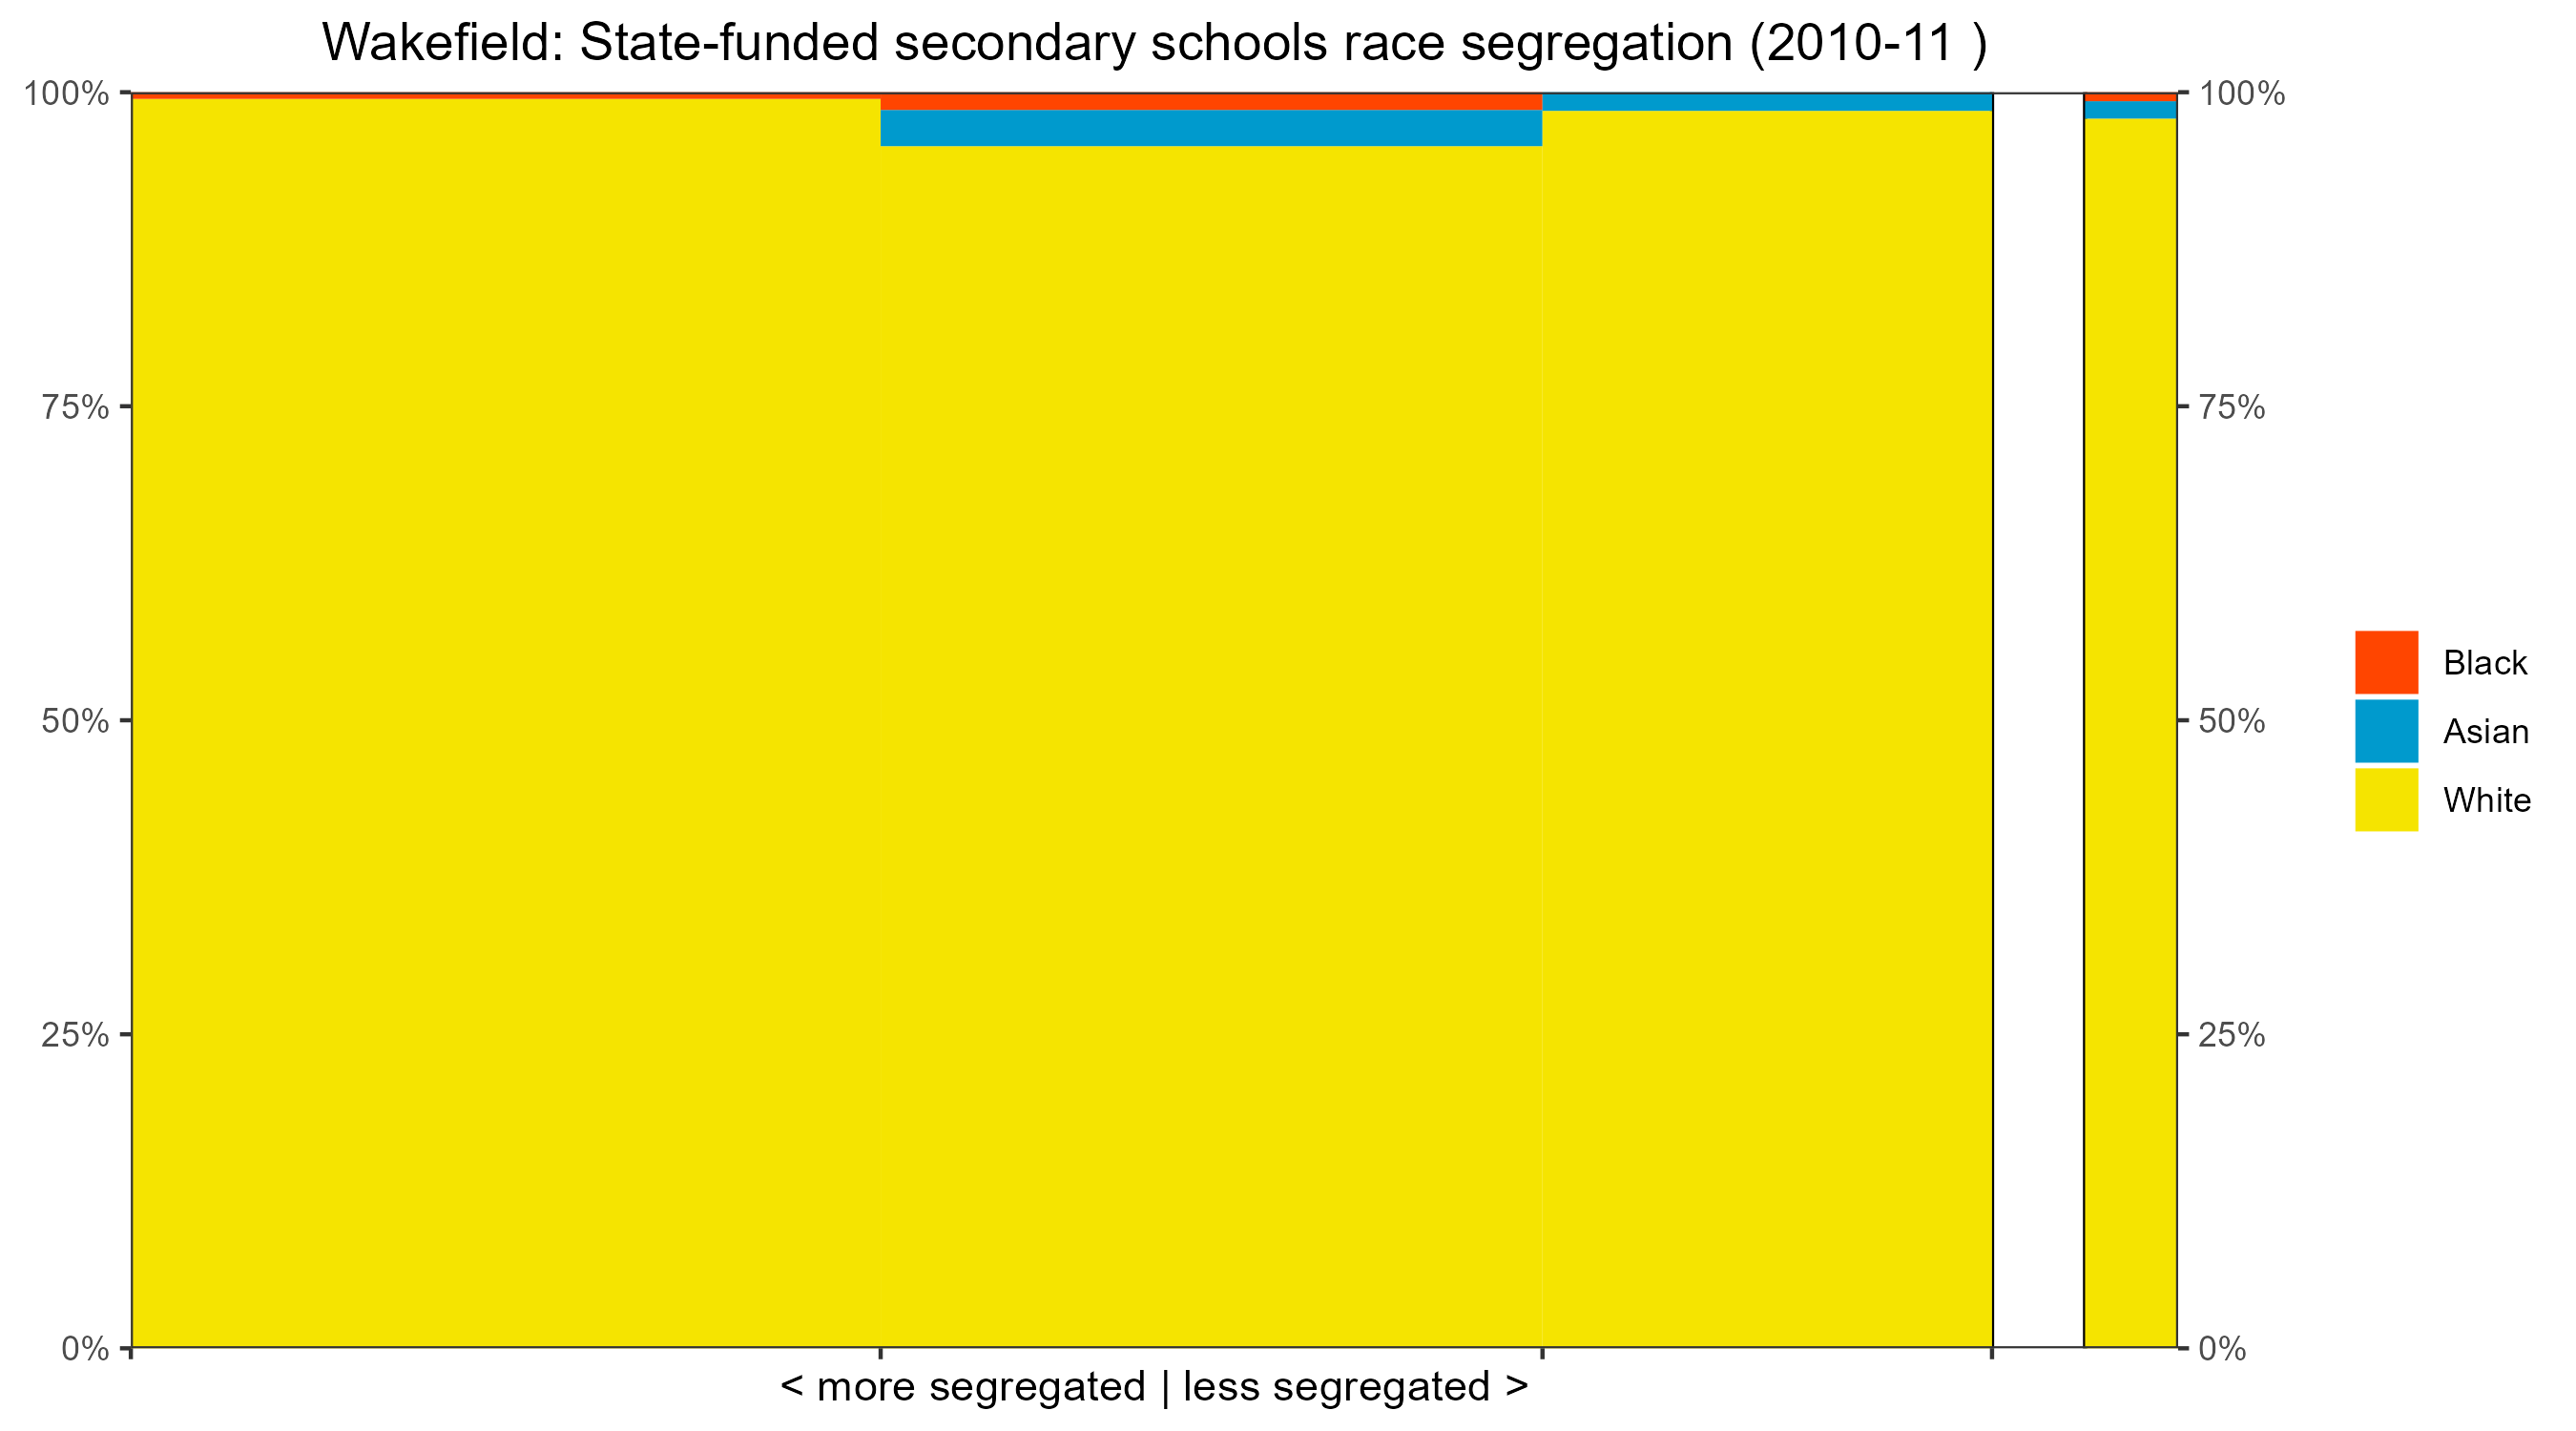 Wakefield: State-funded secondary schools race segregation (2010-11 )
100%
75%
50%
25%
0%
100%
75%
50%
25%
0%
< more segregated | less segregated >
Black
Asian
White